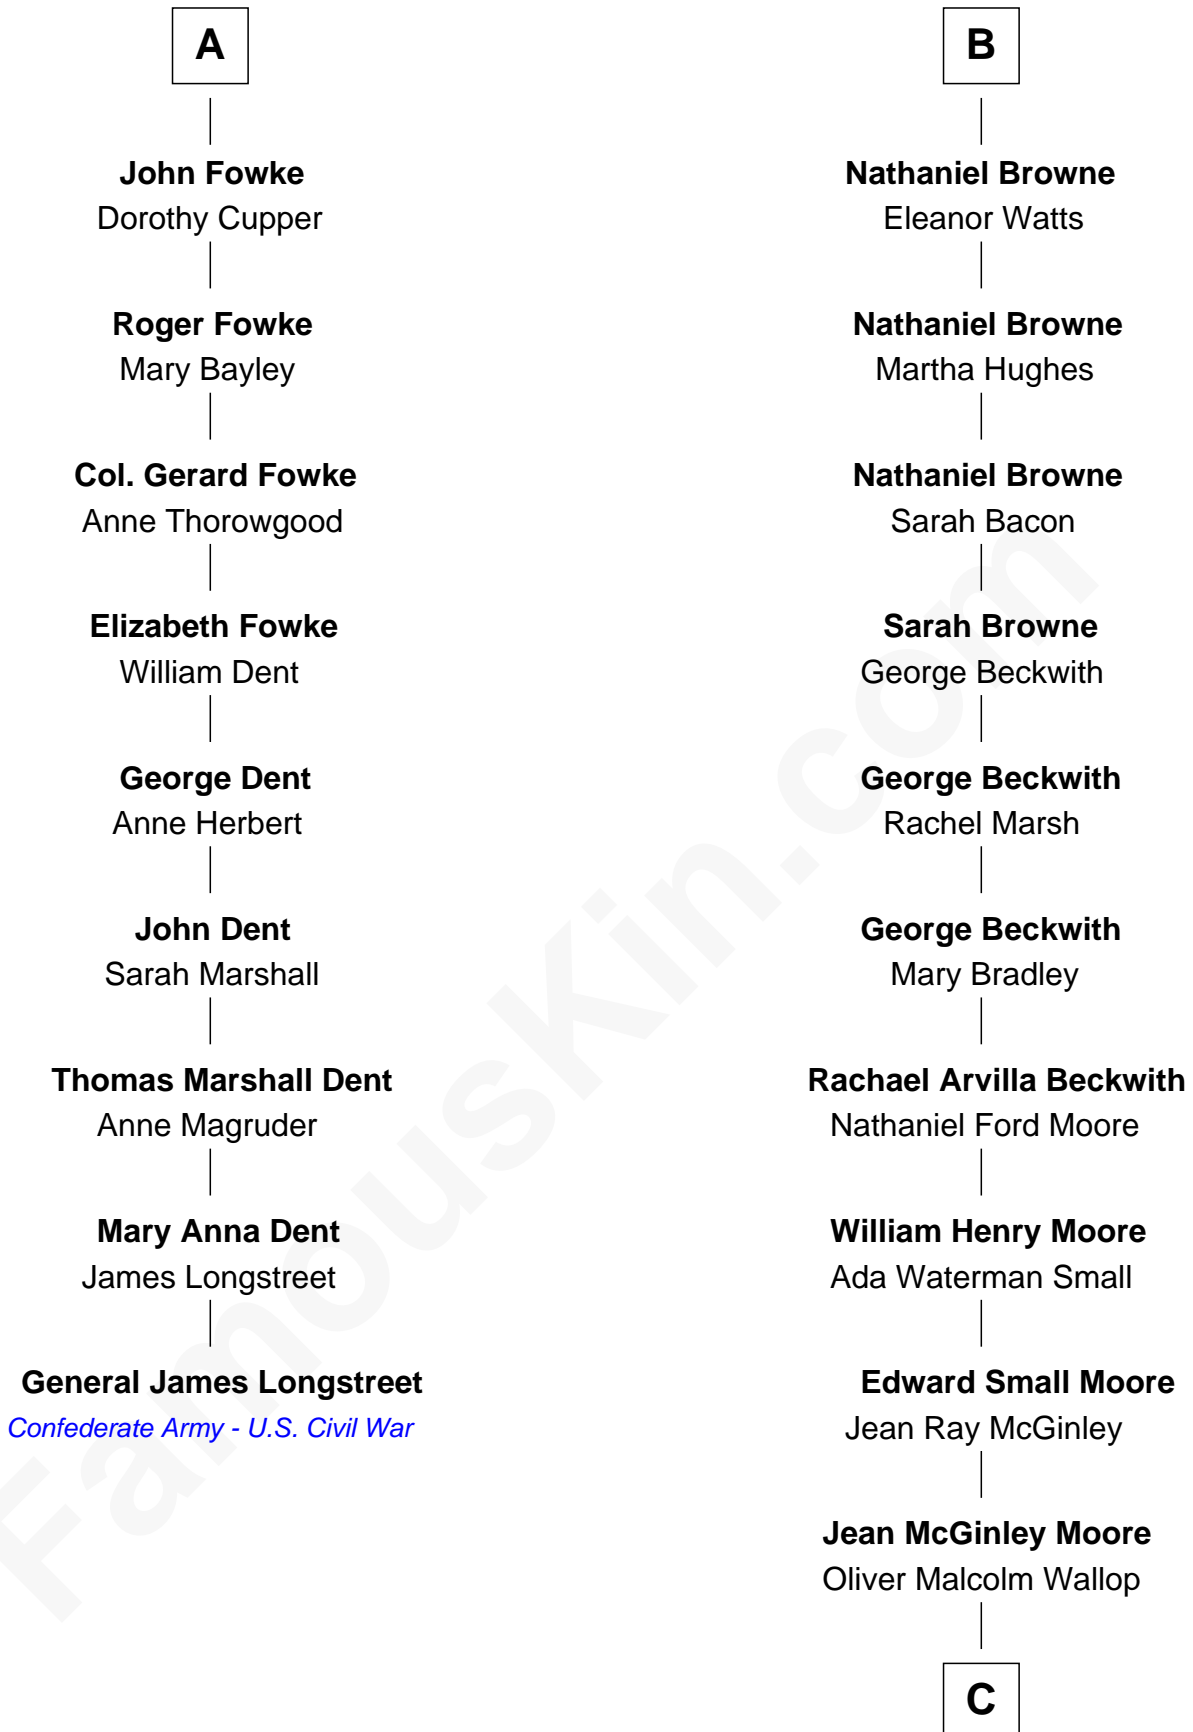 A
John Fowke
Dorothy Cupper
Roger Fowke
Mary Bayley
Col. Gerard Fowke
Anne Thorowgood
Elizabeth Fowke
William Dent
George Dent
Anne Herbert
John Dent
Sarah Marshall
Thomas Marshall Dent
Anne Magruder
Mary Anna Dent
James Longstreet
General James Longstreet
Confederate Army - U.S. Civil War
B
Nathaniel Browne
Eleanor Watts
Nathaniel Browne
Martha Hughes
Nathaniel Browne
Sarah Bacon
Sarah Browne
George Beckwith
George Beckwith
Rachel Marsh
George Beckwith
Mary Bradley
Rachael Arvilla Beckwith
Nathaniel Ford Moore
William Henry Moore
Ada Waterman Small
Edward Small Moore
Jean Ray McGinley
Jean McGinley Moore
Oliver Malcolm Wallop
C
FamousKin.com